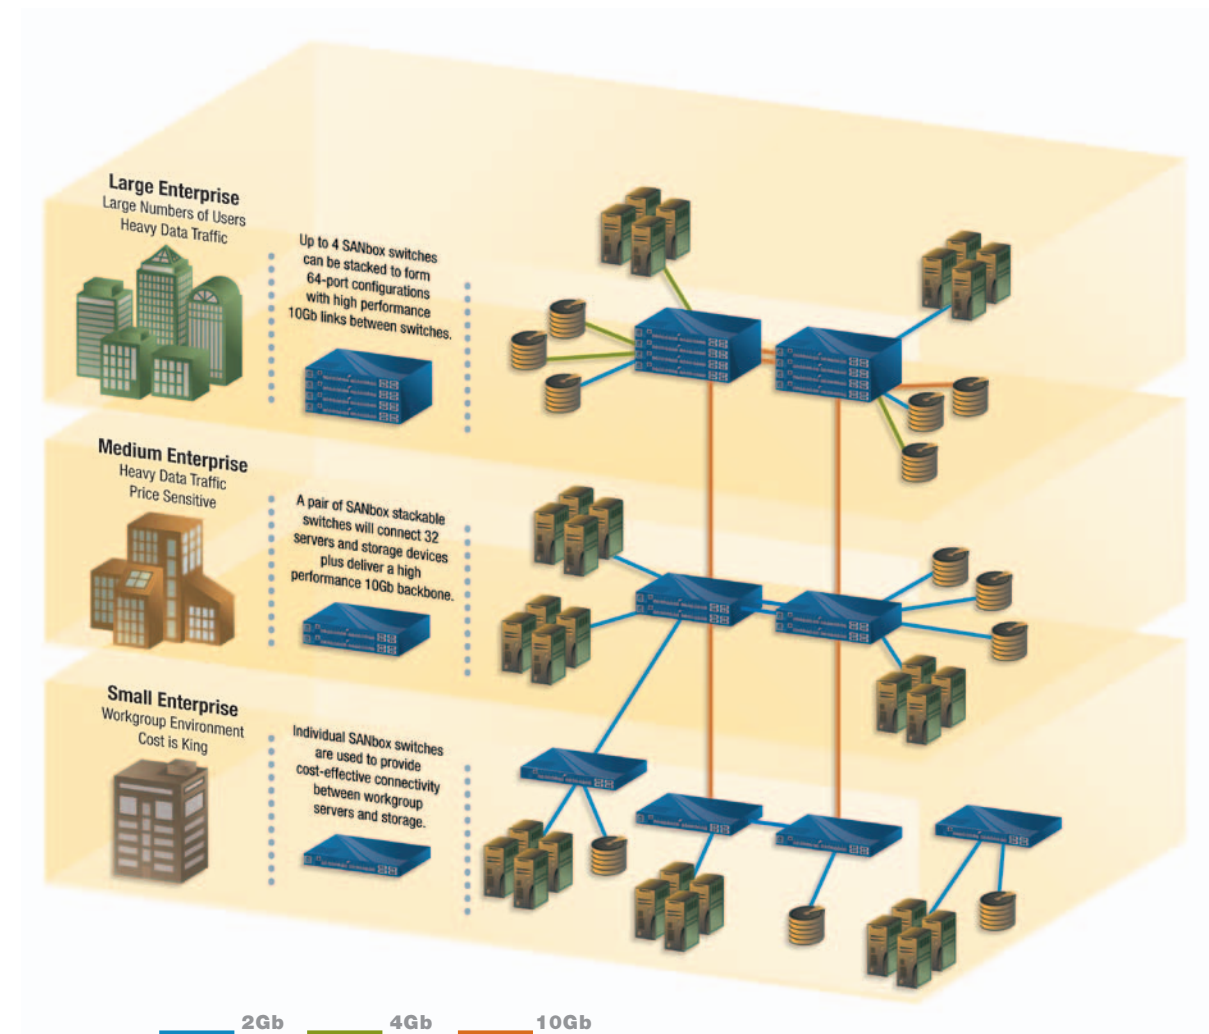 Large Enterprise
Large Numbers of Users
Heavy Data Traffic
Up to 4 SANbox switches
can be stacked to form
64-port configurations
with high performance
10Gb links between switches.
Medium Enterprise
Heavy Data Traffic
Price Sensitive
A pair of SANbox stackable
switches will connect 32
servers and storage devices
plus deliver a high
performance 10Gb backbone.
Small Enterprise
Workgroup Environment
Cost is King
Individual SANbox switches
are used to provide
cost-effective connectivity
between workgroup
servers and storage.
2Gb
4Gb
10Gb